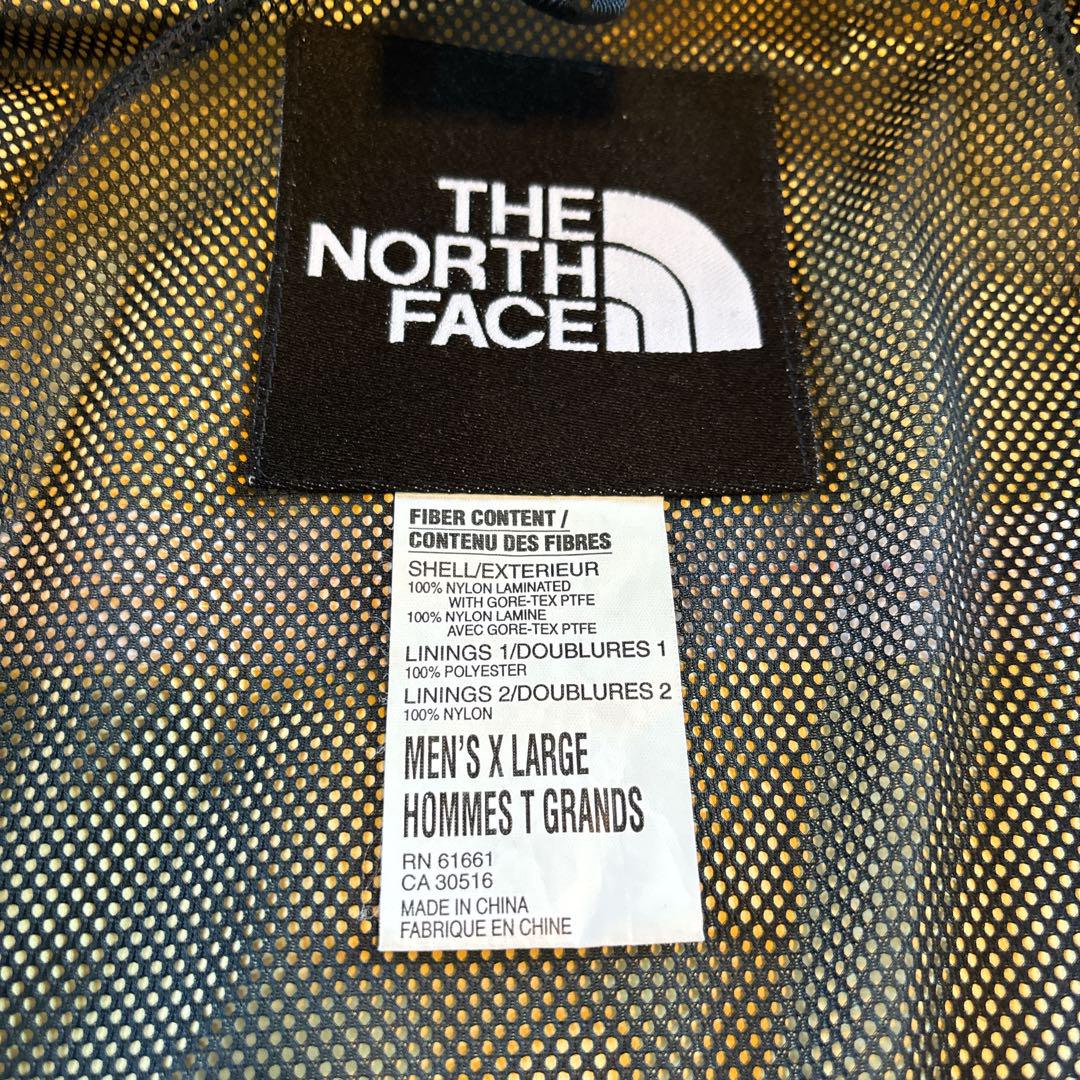 THE
NORTH
FACE
FIBER CONTENT /
CONTENU DES FIBRES
SHELL/EXTERIEUR
100% NYLON LAMINATED
WITH GORE-TEX PTFE
100% NYLON LAMINE
AVEC GORE-TEX PTFE
LININGS 1/DOUBLURES 1
100% POLYESTER
LININGS 2/DOUBLURES 2
100% NYLON
MEN'S X LARGE
HOMMES T GRANDS
RN 61661
CA 30516
MADE IN CHINA
FABRIQUE EN CHINE